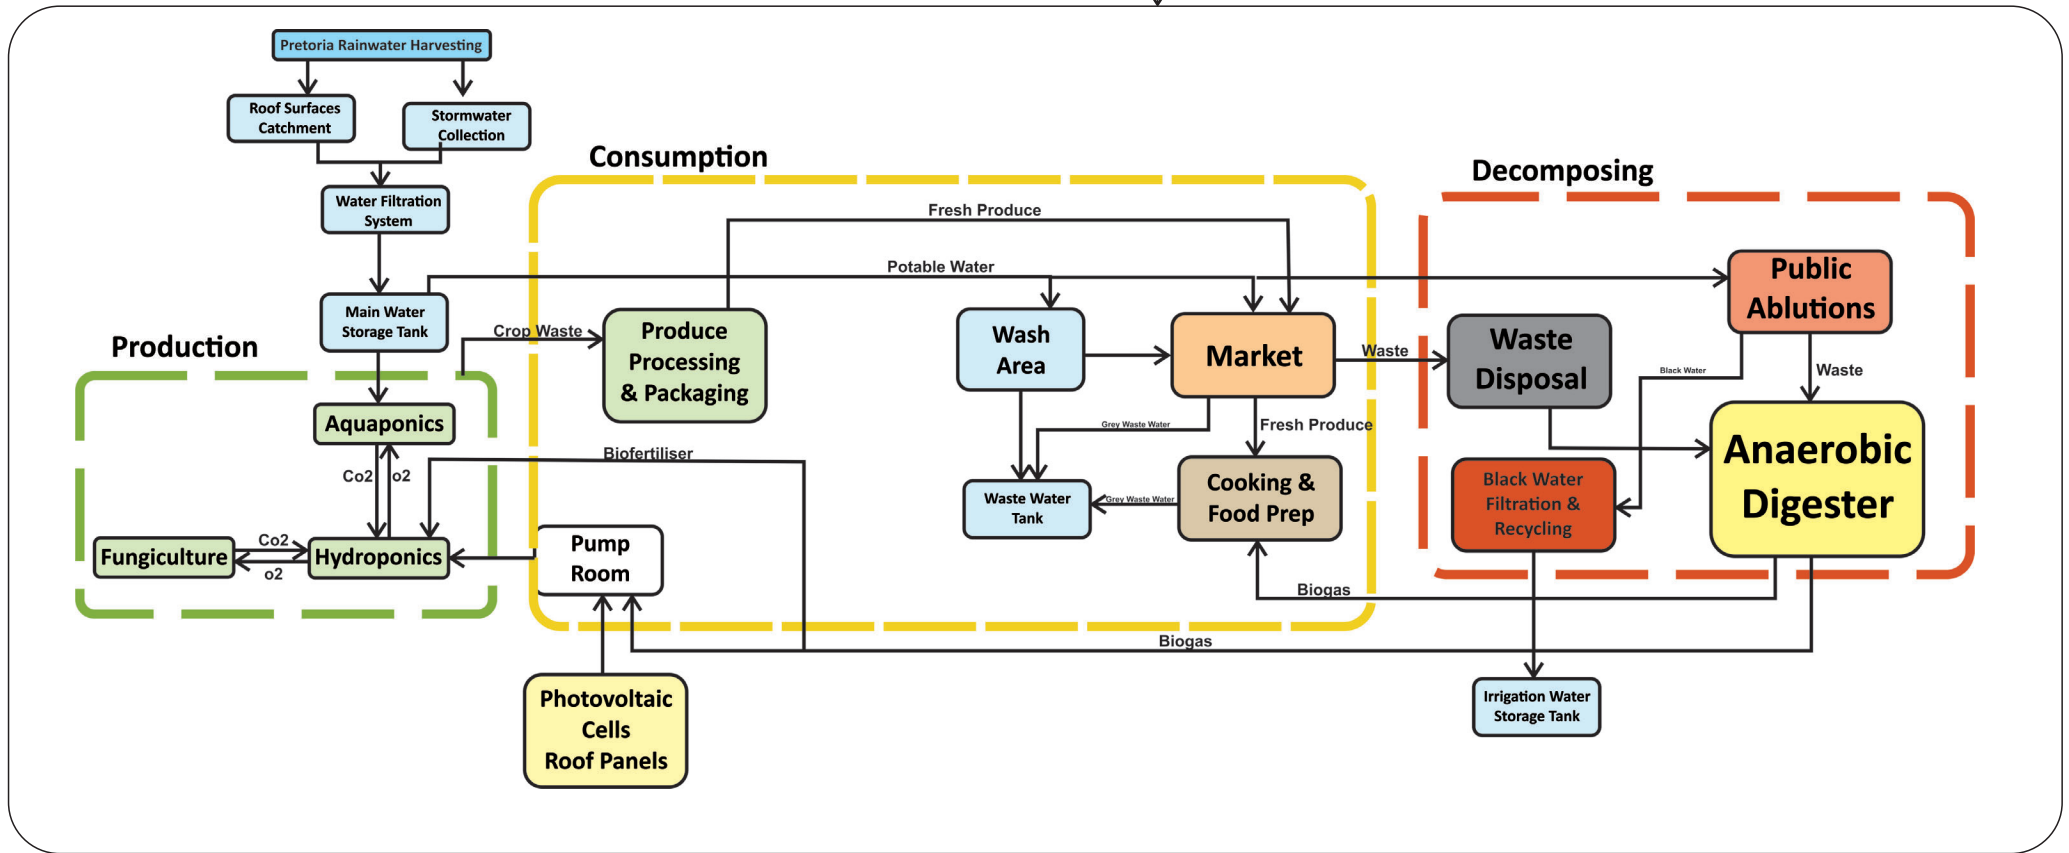 Pretoria Rainwater Harvesting
Roof Surfaces
Catchment
Stormwater
Collection
Water Filtration
System
Main Water
Storage Tank
Production
Aquaponics
Co2
o2
Fungiculture
Co2
o2
Hydroponics
Consumption
Fresh Produce
Potable Water
Crop Waste
Produce
Processing
& Packaging
Wash
Area
Market
Waste
Grey Waste Water
Fresh Produce
Biofertiliser
Waste Water
Tank
Grey Waste Water
Cooking &
Food Prep
Pump
Room
Biogas
Biogas
Photovoltaic
Cells
Roof Panels
Decomposing
Public
Ablutions
Waste
Disposal
Black Water
Waste
Anaerobic
Digester
Black Water
Filtration &
Recycling
Irrigation Water
Storage Tank